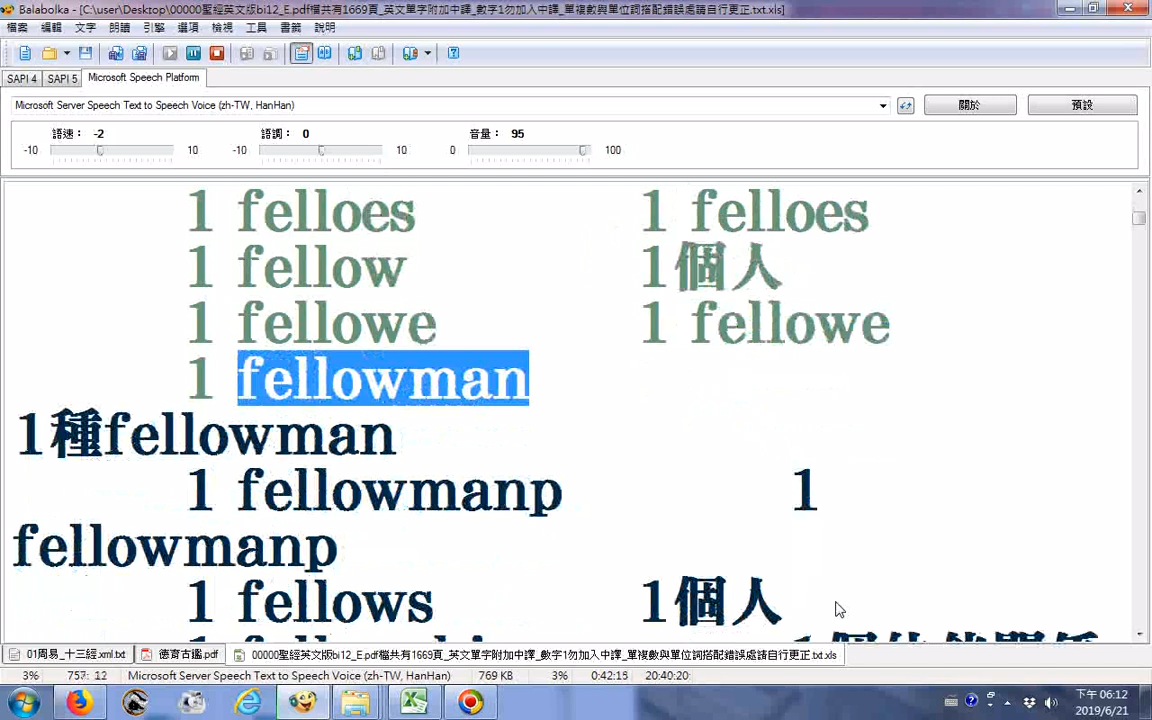 Balabolka - [C:\user\Desktop\00000聖經英文版bi12_E.pdf檔共有1669頁_英文單字附加中譯_數字1勿加入中譯_單複數與單位詞搭配錯誤處請自行更正.txt.xls]
檔案 編輯 文字 朗讀 引擎 選項 檢視 工具 書籤 說明
SAPI 4 SAPI 5 Microsoft Speech Platform
Microsoft Server Speech Text to Speech Voice (zh-TW, HanHan) 關於 預設
語速： -2 語調： 0 音量： 95
-10 10 -10 10 0 100
1 felloes 1 felloes
1 fellow 1個人
1 fellowe 1 fellowe
1 fellowman
1種fellowman
1 fellowmanp 1
fellowmanp
1 fellows 1個人
01周易_十三經.xml.txt 德育古鑑.pdf 00000聖經英文版bi12_E.pdf檔共有1669頁_英文單字附加中譯_數字1勿加入中譯_單複數與單位詞搭配錯誤處請自行更正.txt.xls
3% 757: 12 Microsoft Server Speech Text to Speech Voice (zh-TW, HanHan) 769 KB 3% 0:42:15 20:40:20
下午 06:12
2019/6/21